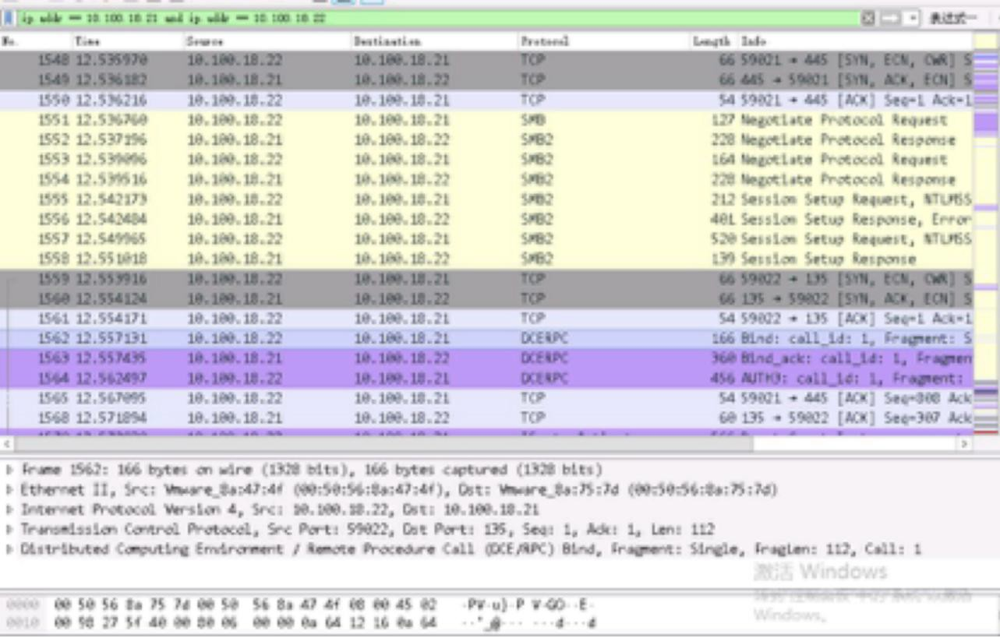 ip.addr == 10.100.18.21 and ip.addr == 10.100.18.22 表达式…
No. Time Source Destination Protocol Length Info
1548 12.535970 10.100.18.22 10.100.18.21 TCP 66 59021 → 445 [SYN, ECN, CWR] S
1549 12.536182 10.100.18.21 10.100.18.22 TCP 66 445 → 59021 [SYN, ACK, ECN] S
1550 12.536216 10.100.18.22 10.100.18.21 TCP 54 59021 → 445 [ACK] Seq=1 Ack=1
1551 12.536760 10.100.18.22 10.100.18.21 SMB 127 Negotiate Protocol Request
1552 12.537196 10.100.18.21 10.100.18.22 SMB2 228 Negotiate Protocol Response
1553 12.539096 10.100.18.22 10.100.18.21 SMB2 164 Negotiate Protocol Request
1554 12.539516 10.100.18.21 10.100.18.22 SMB2 228 Negotiate Protocol Response
1555 12.542173 10.100.18.22 10.100.18.21 SMB2 212 Session Setup Request, NTLMSS
1556 12.542484 10.100.18.21 10.100.18.22 SMB2 401 Session Setup Response, Error
1557 12.549965 10.100.18.22 10.100.18.21 SMB2 520 Session Setup Request, NTLMSS
1558 12.551018 10.100.18.21 10.100.18.22 SMB2 139 Session Setup Response
1559 12.553916 10.100.18.22 10.100.18.21 TCP 66 59022 → 135 [SYN, ECN, CWR] S
1560 12.554124 10.100.18.21 10.100.18.22 TCP 66 135 → 59022 [SYN, ACK, ECN] S
1561 12.554171 10.100.18.22 10.100.18.21 TCP 54 59022 → 135 [ACK] Seq=1 Ack=1
1562 12.557131 10.100.18.22 10.100.18.21 DCERPC 166 Bind: call_id: 1, Fragment: S
1563 12.557435 10.100.18.21 10.100.18.22 DCERPC 360 Bind_ack: call_id: 1, Fragmen
1564 12.562497 10.100.18.22 10.100.18.21 DCERPC 456 AUTH3: call_id: 1, Fragment:
1565 12.567095 10.100.18.22 10.100.18.21 TCP 54 59021 → 445 [ACK] Seq=808 Ack
1568 12.571894 10.100.18.21 10.100.18.22 TCP 60 135 → 59022 [ACK] Seq=307 Ack
Frame 1562: 166 bytes on wire (1328 bits), 166 bytes captured (1328 bits)
Ethernet II, Src: Vmware_8a:47:4f (00:50:56:8a:47:4f), Dst: Vmware_8a:75:7d (00:50:56:8a:75:7d)
Internet Protocol Version 4, Src: 10.100.18.22, Dst: 10.100.18.21
Transmission Control Protocol, Src Port: 59022, Dst Port: 135, Seq: 1, Ack: 1, Len: 112
Distributed Computing Environment / Remote Procedure Call (DCE/RPC) Bind, Fragment: Single, FragLen: 112, Call: 1
激活 Windows
Windows。
0000 00 50 56 8a 75 7d 00 50 56 8a 47 4f 08 00 45 02 ·PV·u}·P V·GO··E·
0010 00 98 27 5f 40 00 80 06 00 00 0a 64 12 16 0a 64 ··'_@··· ···d···d